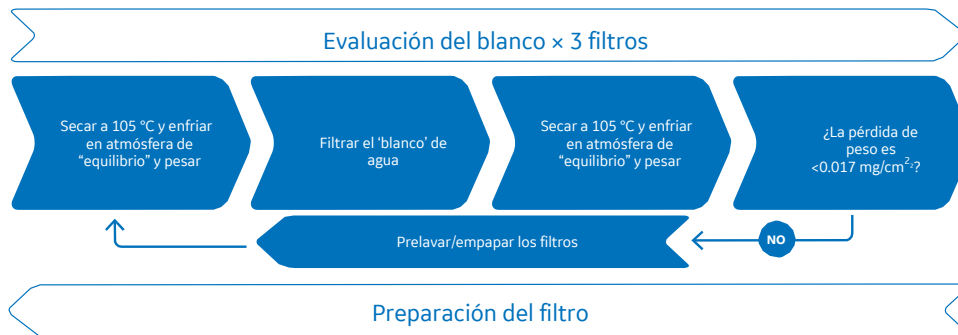 Evaluación del blanco × 3 filtros
Secar a 105 °C y enfriar
en atmósfera de
“equilibrio” y pesar
Filtrar el ‘blanco’ de
agua
Secar a 105 °C y enfriar
en atmósfera de
“equilibrio” y pesar
¿La pérdida de
peso es
<0.017 mg/cm²₂?
Prelavar/empapar los filtros
NO
Preparación del filtro